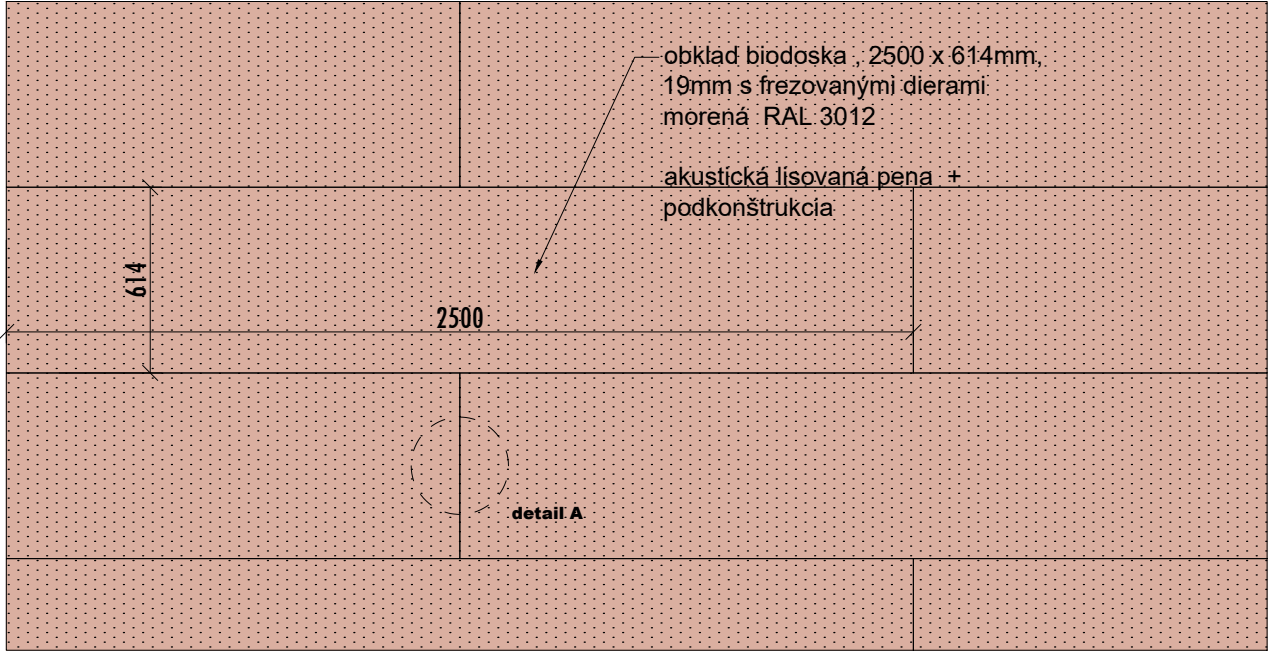 obklad biodoska , 2500 x 614mm,
19mm s frezovanými dierami
morená RAL 3012
akustická lisovaná pena +
podkonštrukcia
614
2500
detail A